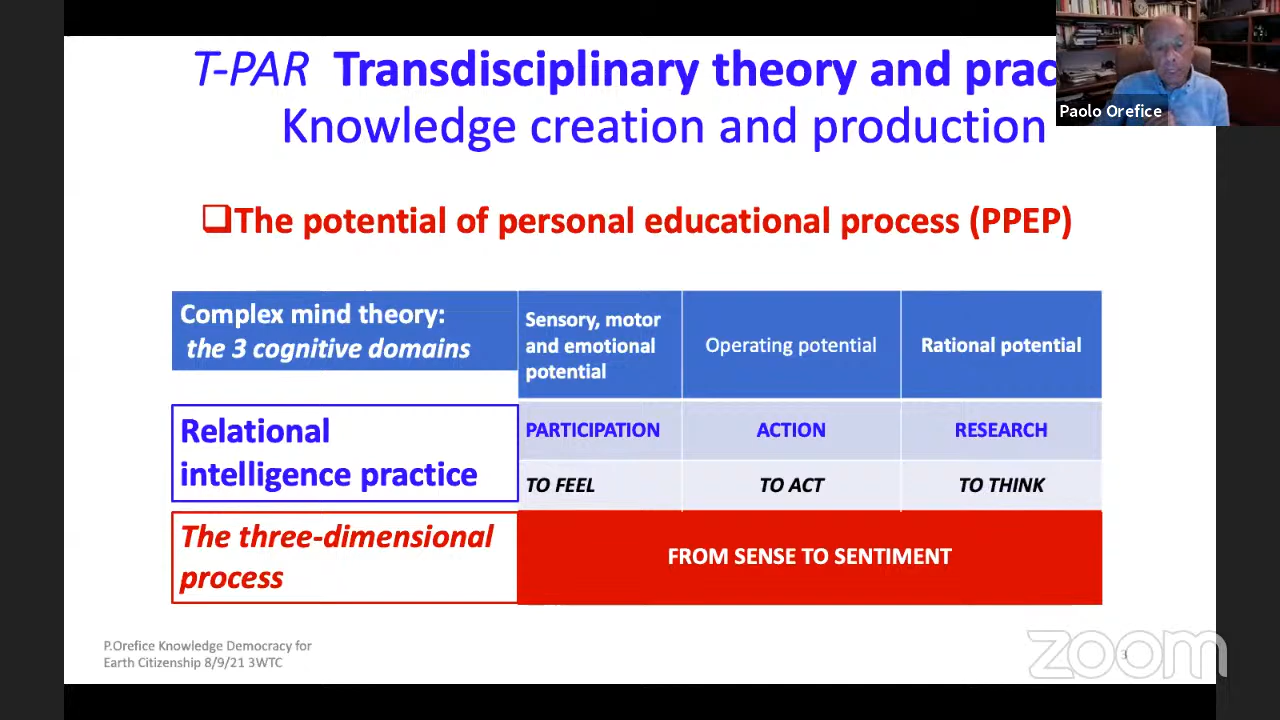 T-PAR Transdisciplinary theory and prac
Knowledge creation and production
Paolo Orefice
❑The potential of personal educational process (PPEP)
Complex mind theory:
the 3 cognitive domains
Sensory, motor
and emotional
potential
Operating potential
Rational potential
Relational
intelligence practice
PARTICIPATION
ACTION
RESEARCH
TO FEEL
TO ACT
TO THINK
The three-dimensional
process
FROM SENSE TO SENTIMENT
P.Orefice Knowledge Democracy for
Earth Citizenship 8/9/21 3WTC
3
zoom